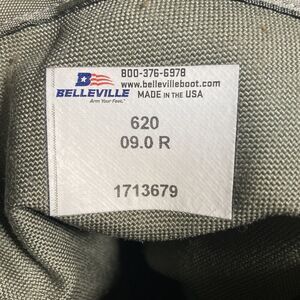 800-376-6978
www.bellevilleboot.com
BELLEVILLE MADE IN THE USA
Arm Your Feet.
620
09.0 R
1713679